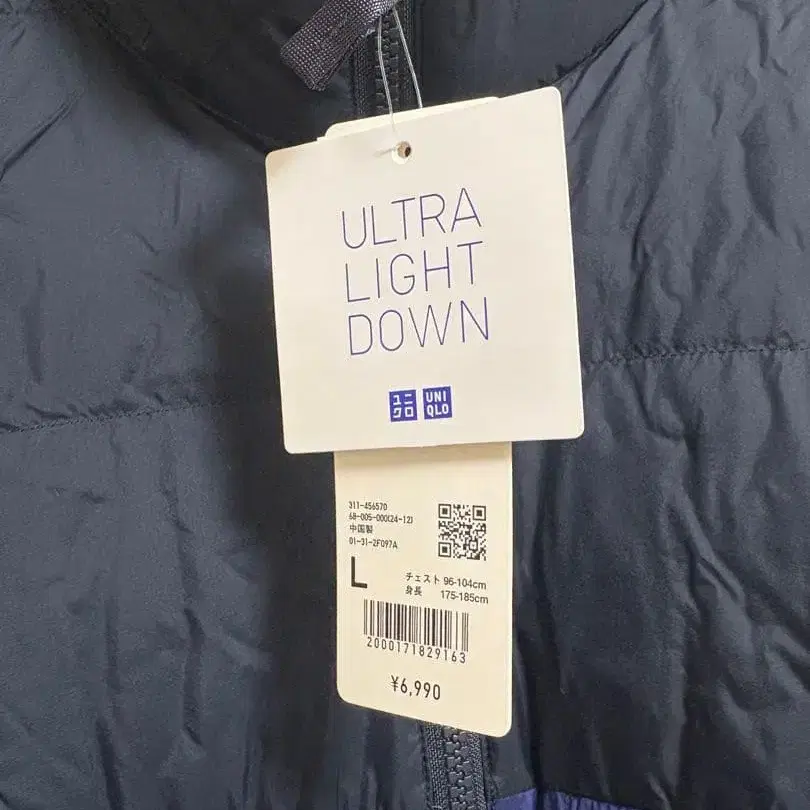 ULTRA
LIGHT
DOWN
ユニ
クロ
UNI
QLO
311-456570
68-005-000(24-12)
中国製
01-31-2F097A
L
チェスト 96-104cm
身長 175-185cm
2000171829163
¥6,990